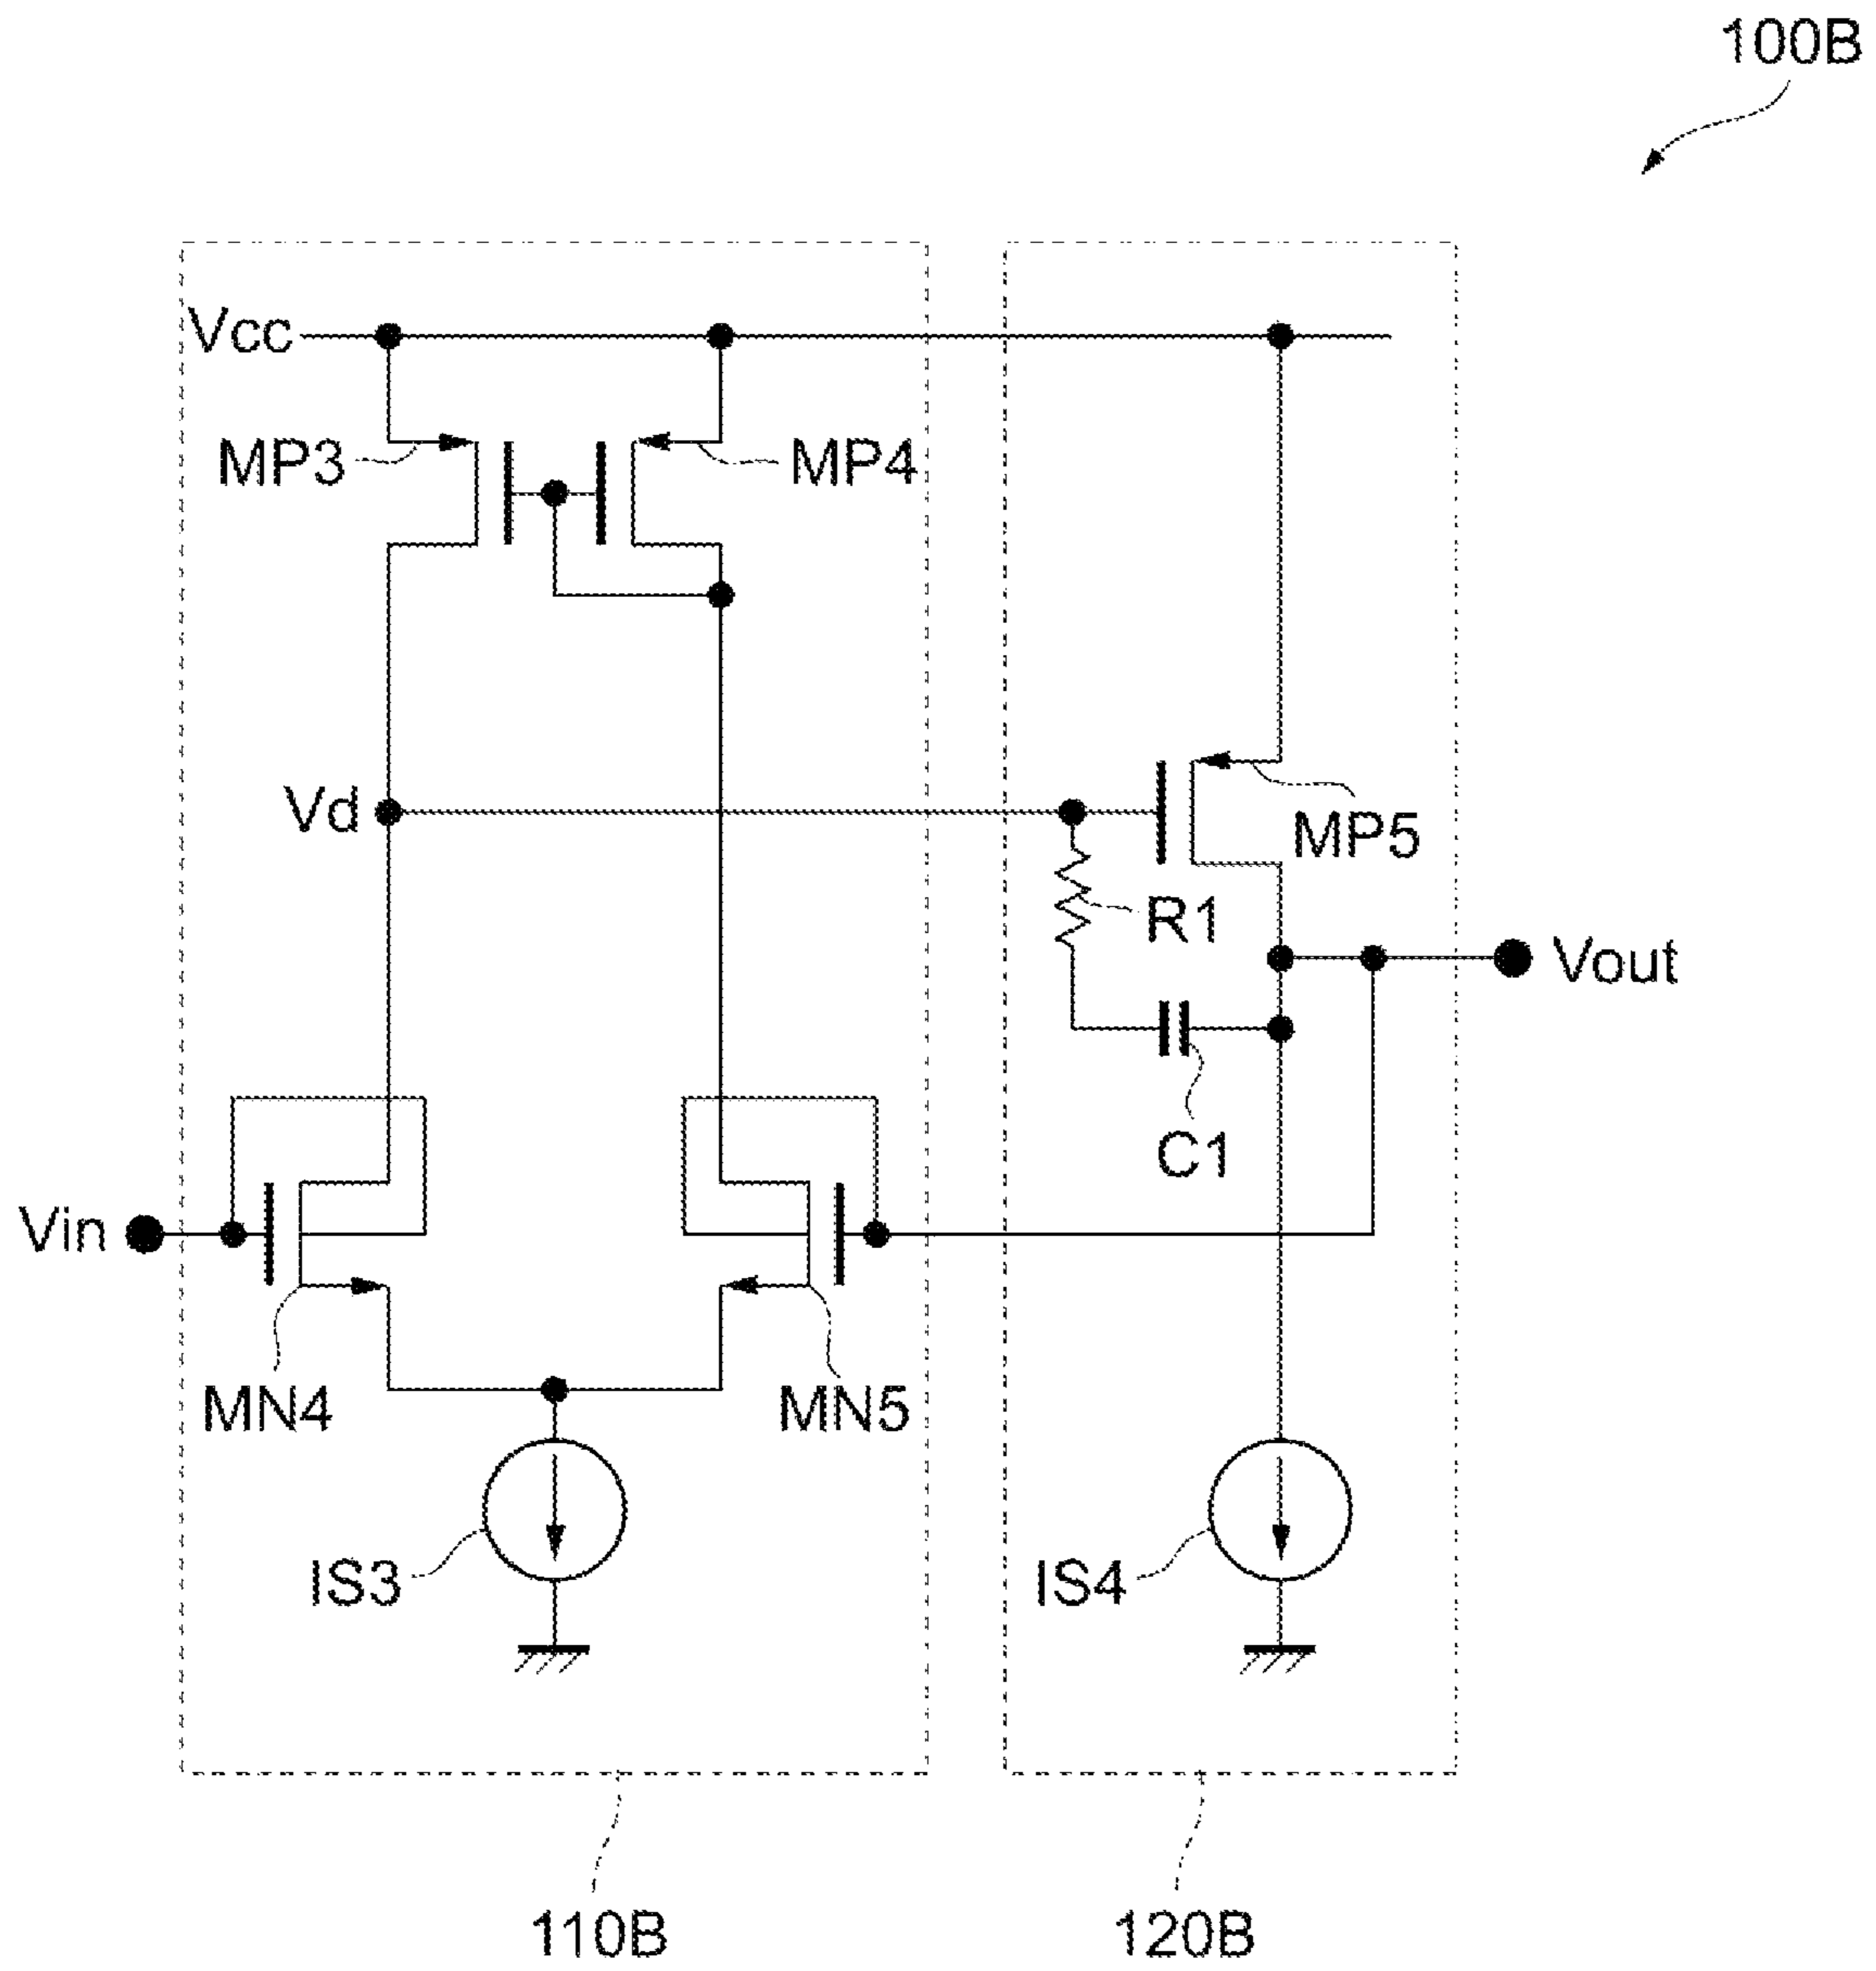 100B
Vcc
MP3
MP4
Vd
MP5
R1
Vout
C1
Vin
MN4
MN5
IS3
IS4
110B
120B